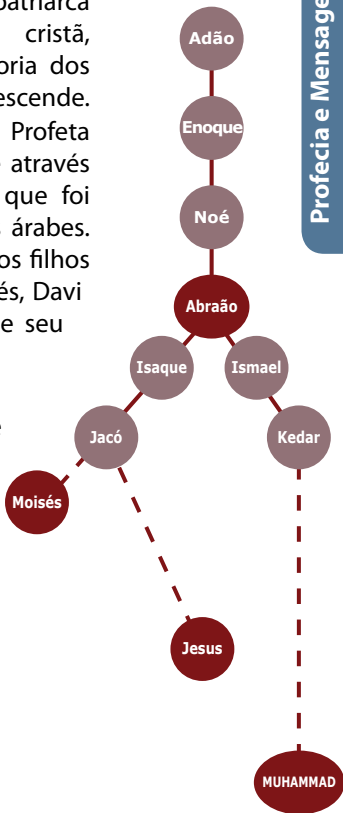 patriarca
cristã,
oria dos
escende.
Profeta
através
que foi
árabes.
os filhos
és, Davi
e seu
e
Profecia e Mensage
Adão
Enoque
Noé
Abraão
Isaque
Ismael
Jacó
Kedar
Moisés
Jesus
MUHAMMAD